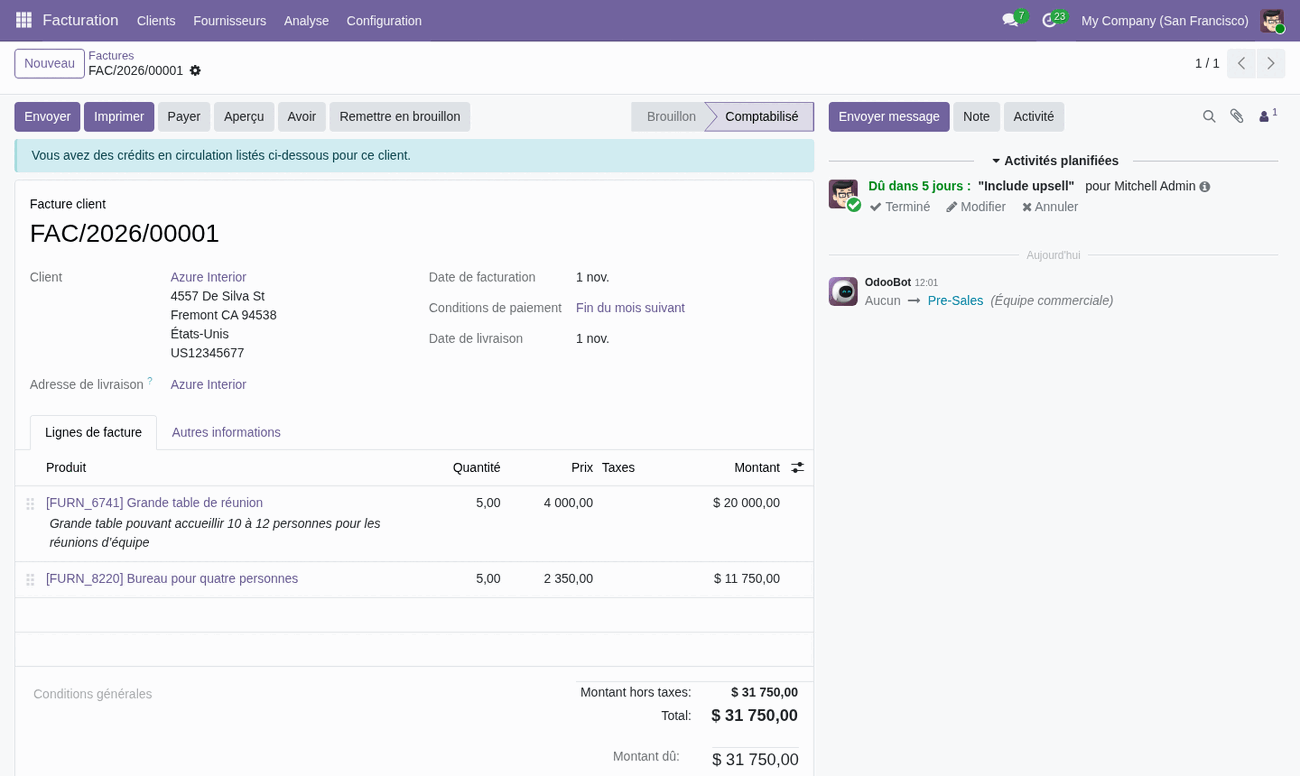 Facturation Clients Fournisseurs Analyse Configuration 7 23 My Company (San Francisco)
Nouveau Factures
FAC/2026/00001
1 / 1
Envoyer Imprimer Payer Aperçu Avoir Remettre en brouillon Brouillon Comptabilisé
Envoyer message Note Activité 1
Vous avez des crédits en circulation listés ci-dessous pour ce client.
Facture client
FAC/2026/00001
Client Azure Interior
4557 De Silva St
Fremont CA 94538
États-Unis
US12345677
Adresse de livraison ? Azure Interior
Date de facturation 1 nov.
Conditions de paiement Fin du mois suivant
Date de livraison 1 nov.
Lignes de facture Autres informations
Produit Quantité Prix Taxes Montant
[FURN_6741] Grande table de réunion 5,00 4 000,00 $ 20 000,00
Grande table pouvant accueillir 10 à 12 personnes pour les
réunions d’équipe
[FURN_8220] Bureau pour quatre personnes 5,00 2 350,00 $ 11 750,00
Conditions générales
Montant hors taxes: $ 31 750,00
Total: $ 31 750,00
Montant dû: $ 31 750,00
Activités planifiées
Dû dans 5 jours : "Include upsell" pour Mitchell Admin
Terminé Modifier Annuler
Aujourd'hui
OdooBot 12:01
Aucun → Pre-Sales (Équipe commerciale)